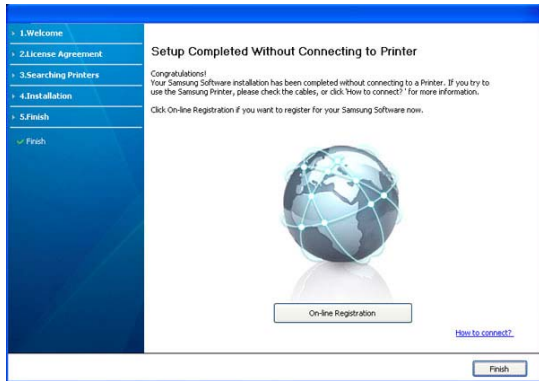 1.Welcome
2.License Agreement
3.Searching Printers
4.Installation
5.Finish
Finish
Setup Completed Without Connecting to Printer
Congratulations!
Your Samsung Software installation has been completed without connecting to a Printer. If you try to
use the Samsung Printer, please check the cables, or click 'How to connect? ' for more information.
Click On-line Registration if you want to register for your Samsung Software now.
On-line Registration
How to connect?
Finish